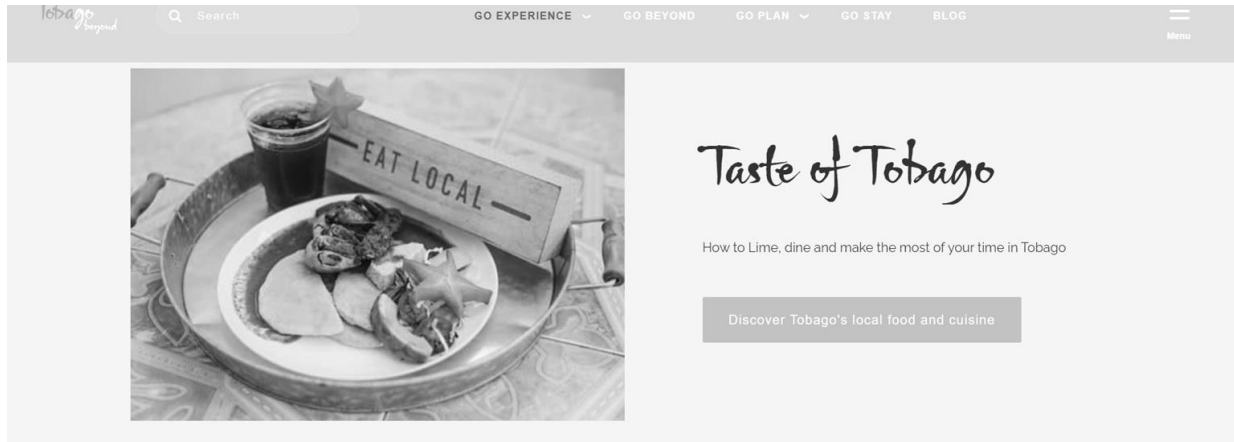 Tobago
beyond
Search
GO EXPERIENCE
GO BEYOND
GO PLAN
GO STAY
BLOG
Menu
EAT LOCAL
Taste of Tobago
How to Lime, dine and make the most of your time in Tobago
Discover Tobago's local food and cuisine